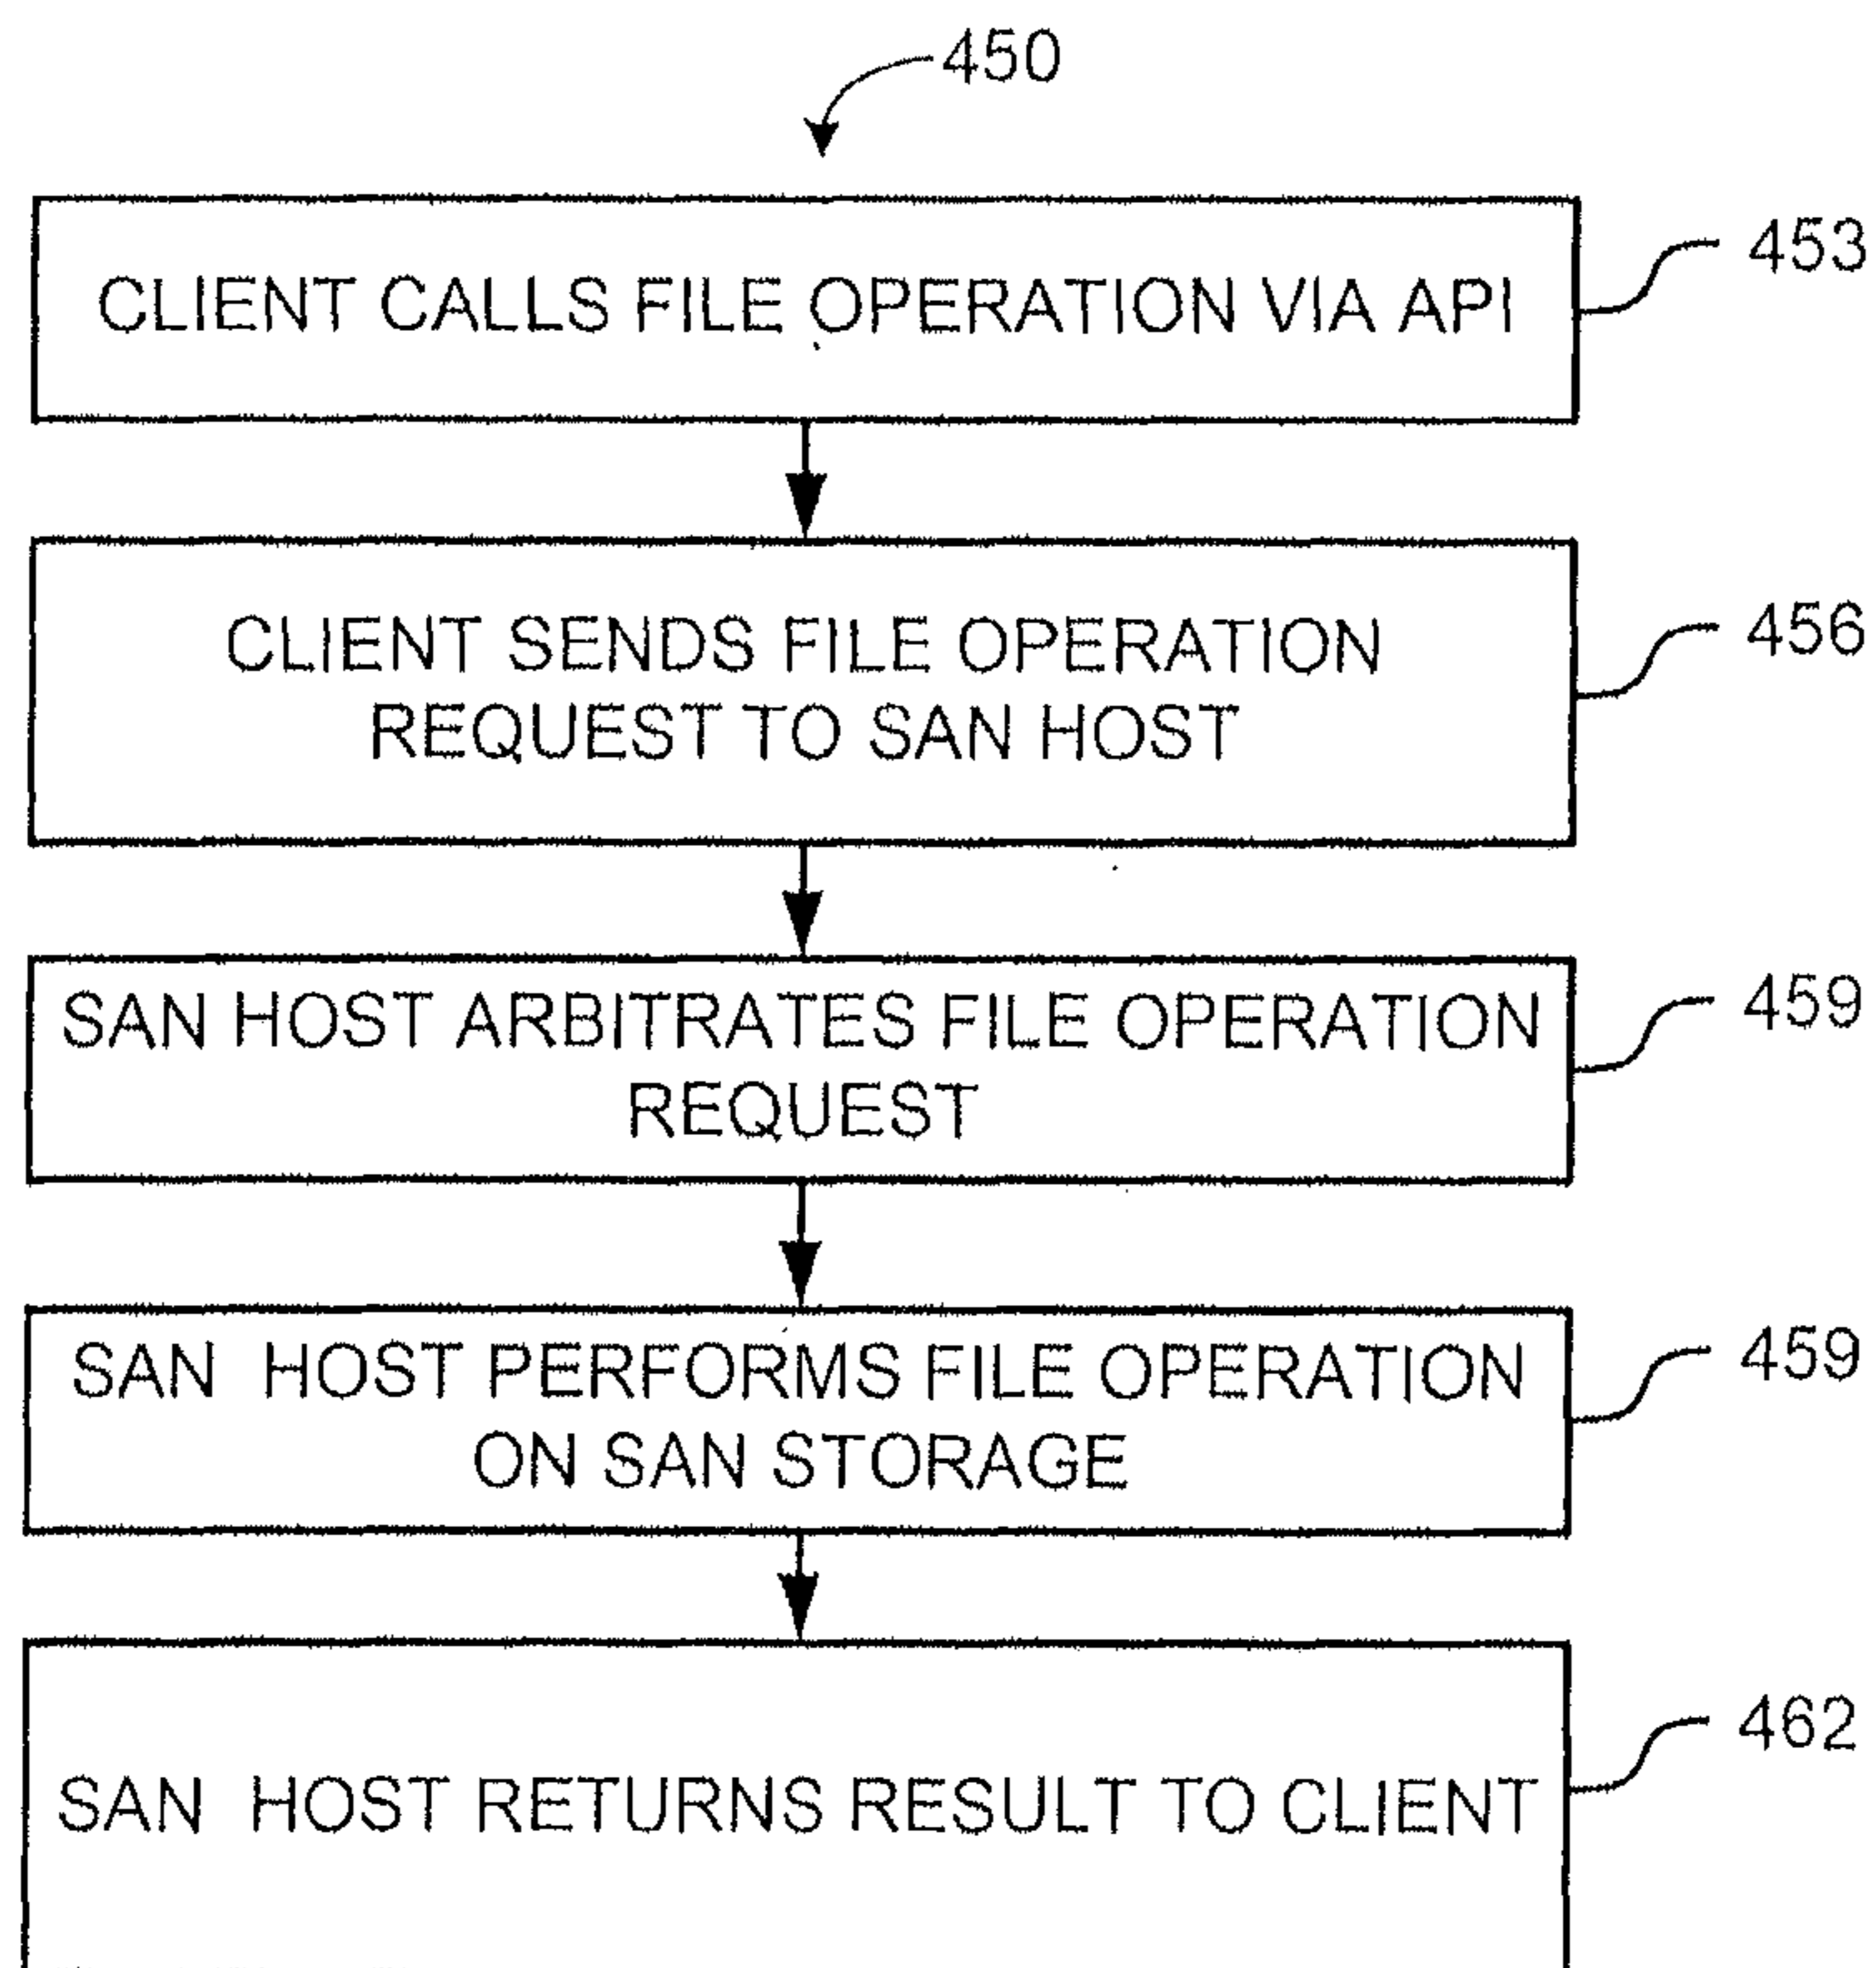 450
CLIENT CALLS FILE OPERATION VIA API
453
CLIENT SENDS FILE OPERATION
REQUEST TO SAN HOST
456
SAN HOST ARBITRATES FILE OPERATION
REQUEST
459
SAN HOST PERFORMS FILE OPERATION
ON SAN STORAGE
459
SAN HOST RETURNS RESULT TO CLIENT
462